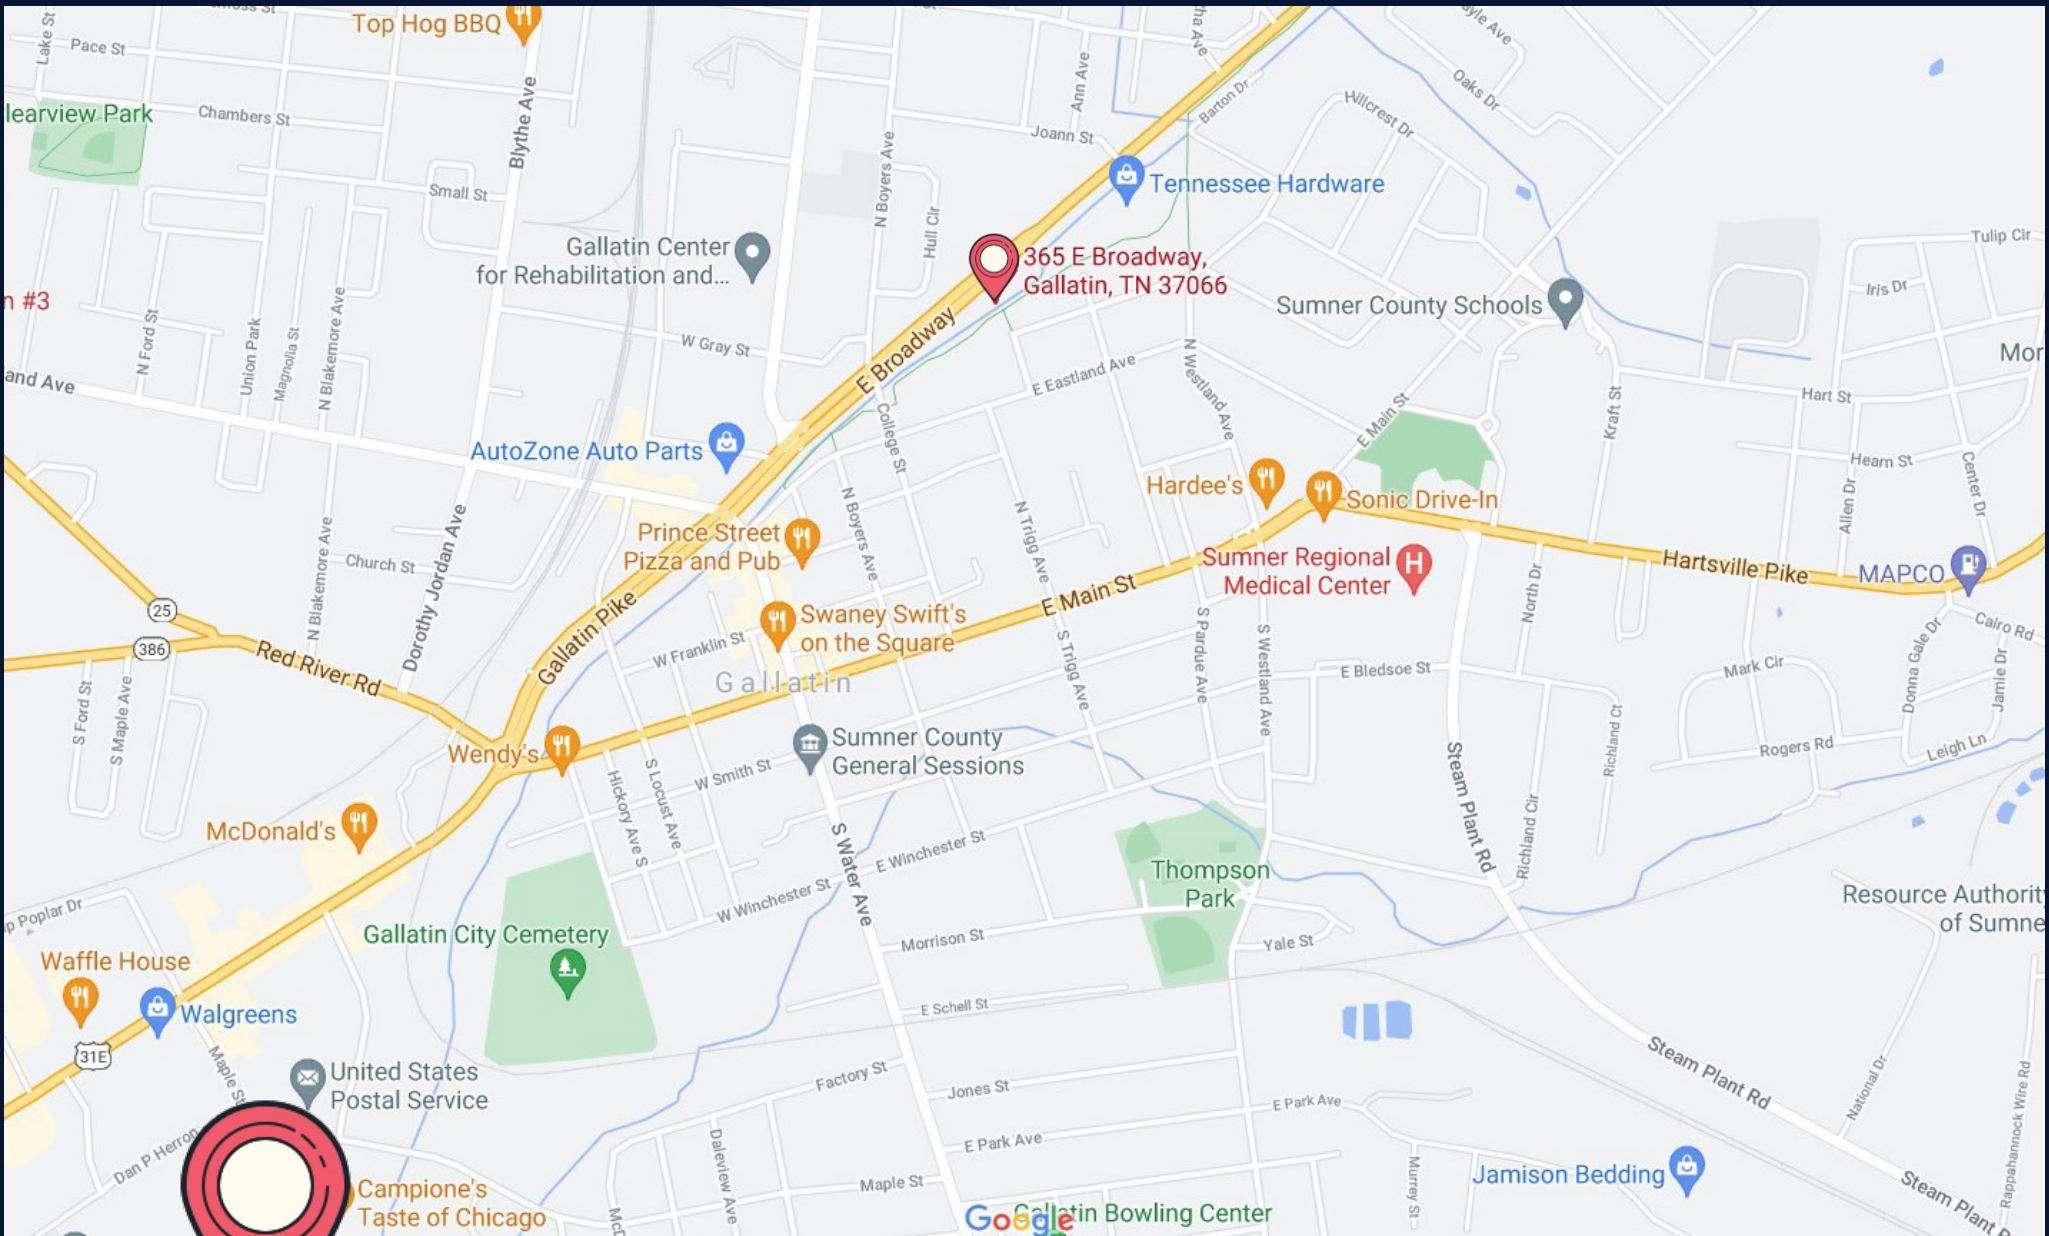 Top Hog BBQ
Lake St
Pace St
Blythe Ave
Chambers St
learview Park
Small St
Ann Ave
Joann St
Barton Dr
Hillcrest Dr
Oaks Dr
Tennessee Hardware
N Boyers Ave
Hull Cir
Gallatin Center
for Rehabilitation and...
365 E Broadway,
Gallatin, TN 37066
Sumner County Schools
Tulip Cir
Iris Dr
n #3
N Ford St
Union Park
Magnolia St
N Blakemore Ave
W Gray St
E Broadway
E Eastland Ave
N Westland Ave
Mor
and Ave
Hart St
Kraft St
E Main St
College St
AutoZone Auto Parts
Hearn St
Center Dr
Allen Dr
Hardee's
Sonic Drive-In
Prince Street
Pizza and Pub
N Boyers Ave
N Trigg Ave
Church St
N Blakemore Ave
Dorothy Jordan Ave
Sumner Regional
Medical Center
Hartsville Pike
MAPCO
North Dr
E Main St
25
386
Red River Rd
Gallatin Pike
Swaney Swift's
on the Square
W Franklin St
Gallatin
S Trigg Ave
S Pardue Ave
S Westland Ave
E Bledsoe St
Mark Cir
Donna Gale Dr
Cairo Rd
Jamie Dr
S Ford St
S Maple Ave
Wendy's
Sumner County
General Sessions
W Smith St
Hickory Ave S
S Locust Ave
Steam Plant Rd
Richland Ct
Rogers Rd
Leigh Ln
McDonald's
S Water Ave
E Winchester St
W Winchester St
Richland Cir
Thompson
Park
Resource Authority
of Sumne
p Poplar Dr
Gallatin City Cemetery
Morrison St
Yale St
Waffle House
Walgreens
E Schell St
31E
Maple St
United States
Postal Service
Factory St
Jones St
E Park Ave
Steam Plant Rd
National Dr
Rappahannock Wire Rd
E Park Ave
Dan P Herron
Daleview Ave
Maple St
Murrey St
Jamison Bedding
Steam Plant R
Campione's
Taste of Chicago
Google
Gallatin Bowling Center